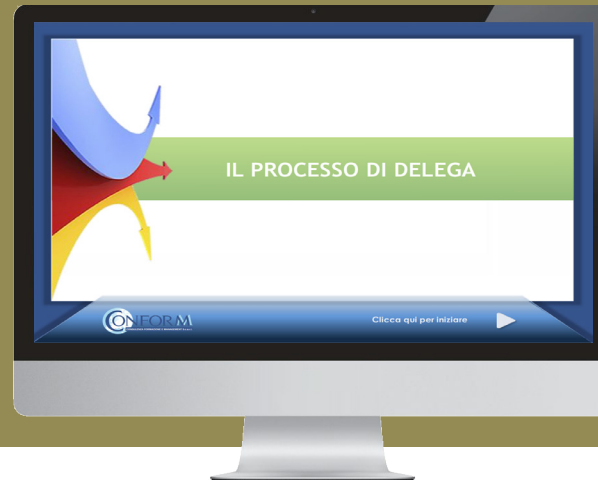 IL PROCESSO DI DELEGA
CONFORM
Clicca qui per iniziare